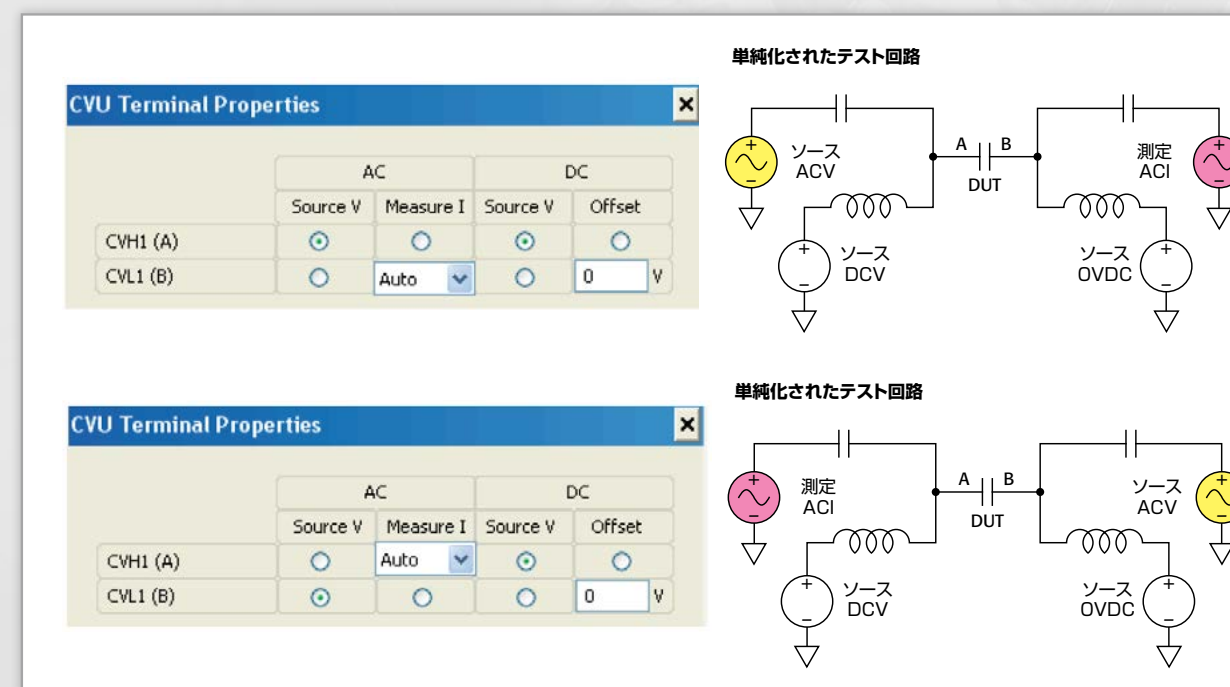 単純化されたテスト回路
CVU Terminal Properties
AC DC
Source V Measure I Source V Offset
CVH1 (A)
CVL1 (B) Auto 0 V
ソース
ACV
A B
DUT
測定
ACI
ソース
DCV
ソース
0VDC
単純化されたテスト回路
CVU Terminal Properties
AC DC
Source V Measure I Source V Offset
CVH1 (A) Auto
CVL1 (B) 0 V
測定
ACI
A B
DUT
ソース
ACV
ソース
DCV
ソース
0VDC